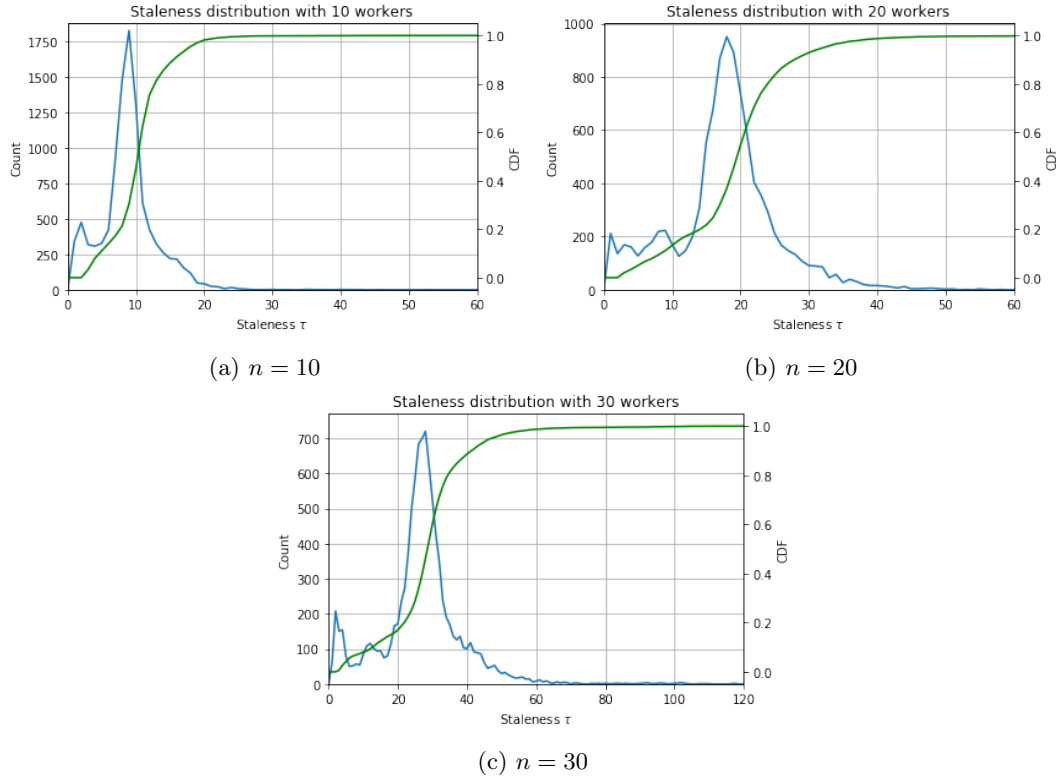 Staleness distribution with 10 workers
1750
1500
1250
1000
750
500
250
0
Count
1.0
0.8
0.6
0.4
0.2
0.0
CDF
0 10 20 30 40 50 60
Staleness τ
(a) n = 10
Staleness distribution with 20 workers
1000
800
600
400
200
0
Count
1.0
0.8
0.6
0.4
0.2
0.0
CDF
0 10 20 30 40 50 60
Staleness τ
(b) n = 20
Staleness distribution with 30 workers
700
600
500
400
300
200
100
0
Count
1.0
0.8
0.6
0.4
0.2
0.0
CDF
0 20 40 60 80 100 120
Staleness τ
(c) n = 30